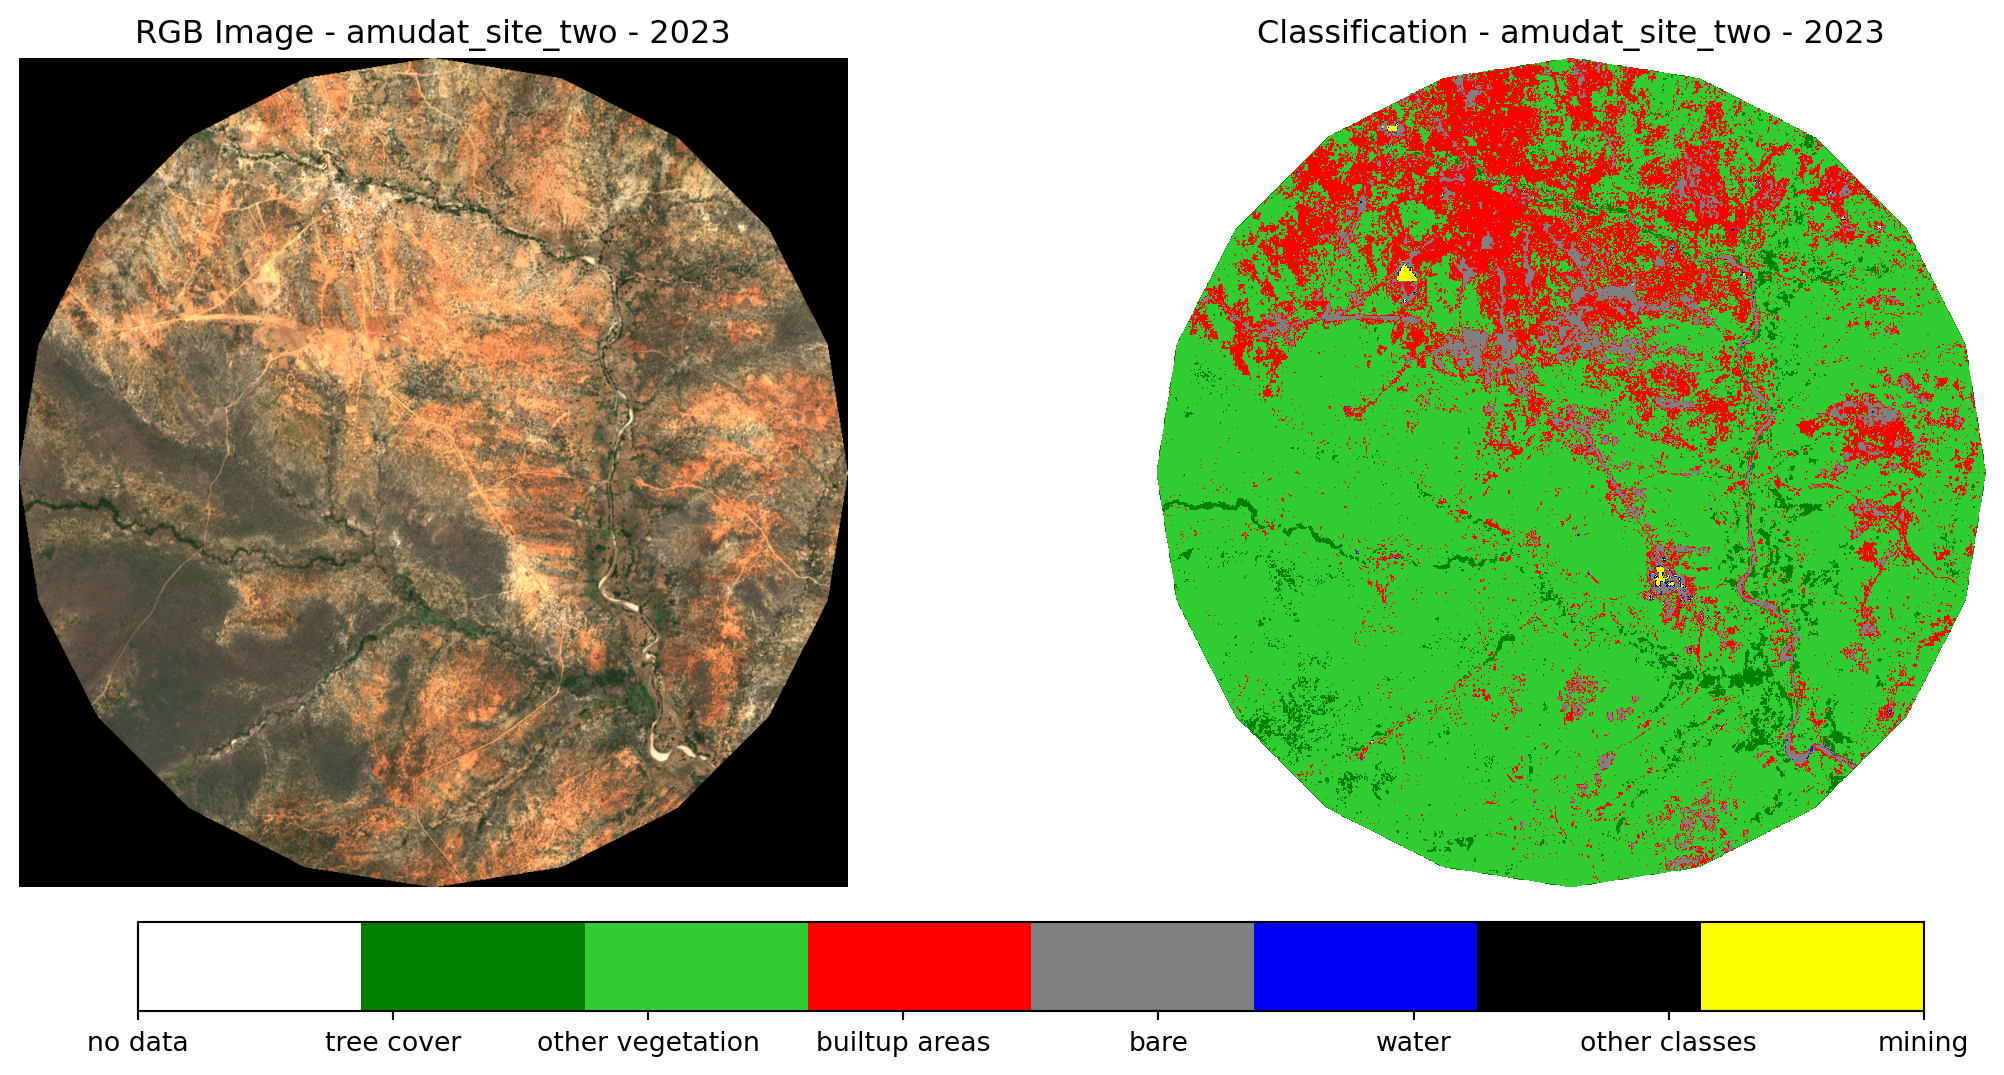 RGB Image - amudat_site_two - 2023
Classification - amudat_site_two - 2023
no data
tree cover
other vegetation
builtup areas
bare
water
other classes
mining